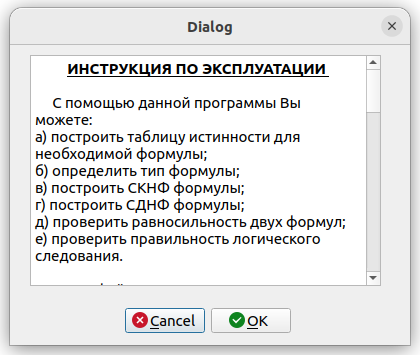 Dialog
ИНСТРУКЦИЯ ПО ЭКСПЛУАТАЦИИ
С помощью данной программы Вы
можете:
а) построить таблицу истинности для
необходимой формулы;
б) определить тип формулы;
в) построить СКНФ формулы;
г) построить СДНФ формулы;
д) проверить равносильность двух формул;
е) проверить правильность логического
следования.
Cancel
OK